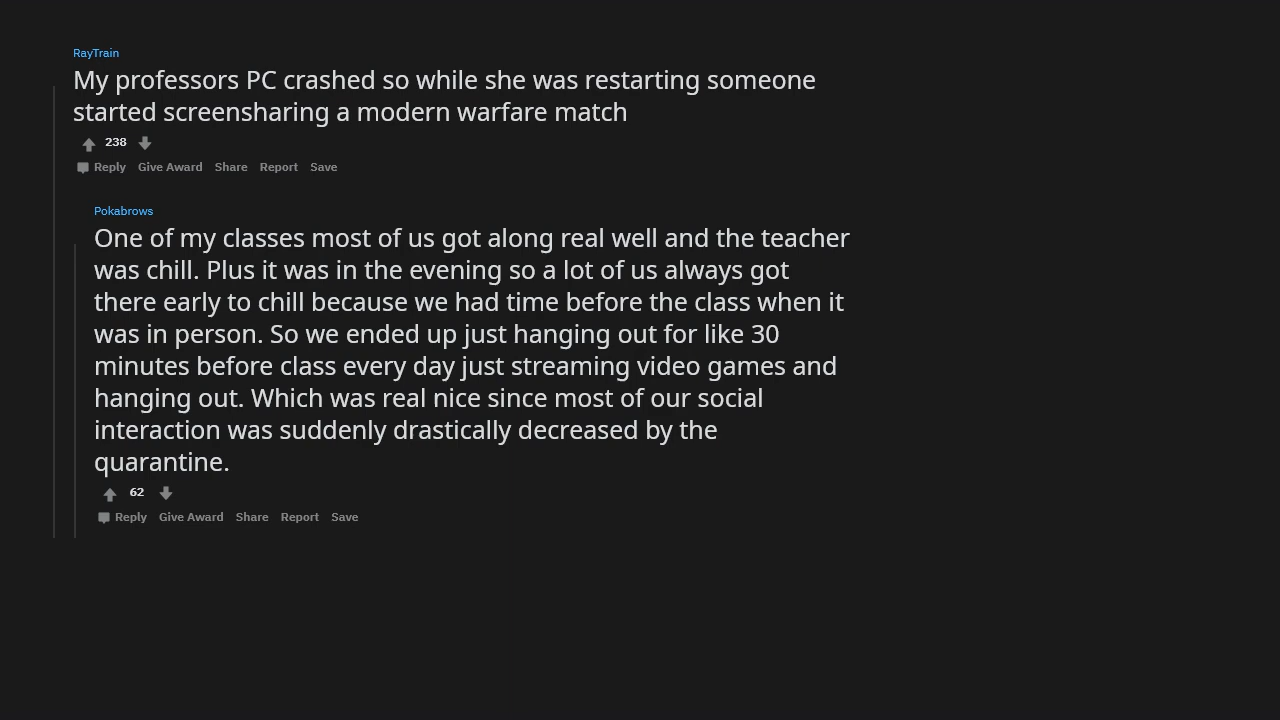 RayTrain
My professors PC crashed so while she was restarting someone
started screensharing a modern warfare match
238
Reply Give Award Share Report Save
Pokabrows
One of my classes most of us got along real well and the teacher
was chill. Plus it was in the evening so a lot of us always got
there early to chill because we had time before the class when it
was in person. So we ended up just hanging out for like 30
minutes before class every day just streaming video games and
hanging out. Which was real nice since most of our social
interaction was suddenly drastically decreased by the
quarantine.
62
Reply Give Award Share Report Save